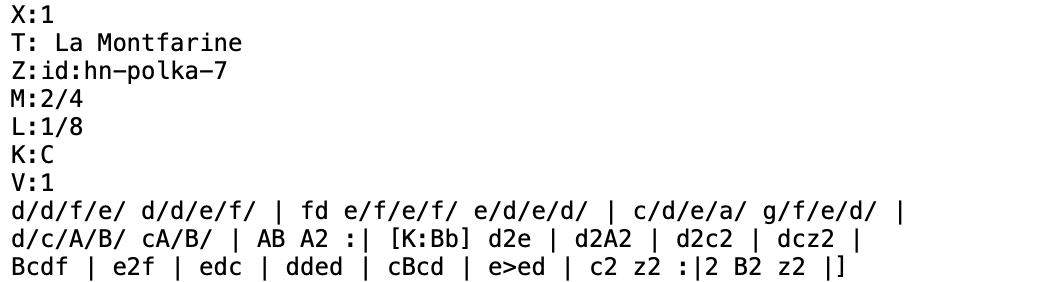 X:1
T: La Montfarine
Z:id:hn-polka-7
M:2/4
L:1/8
K:C
V:1
d/d/f/e/ d/d/e/f/ | fd e/f/e/f/ e/d/e/d/ | c/d/e/a/ g/f/e/d/ |
d/c/A/B/ cA/B/ | AB A2 :| [K:Bb] d2e | d2A2 | d2c2 | dcz2 |
Bcdf | e2f | edc | dded | cBcd | e>ed | c2 z2 :|2 B2 z2 |]